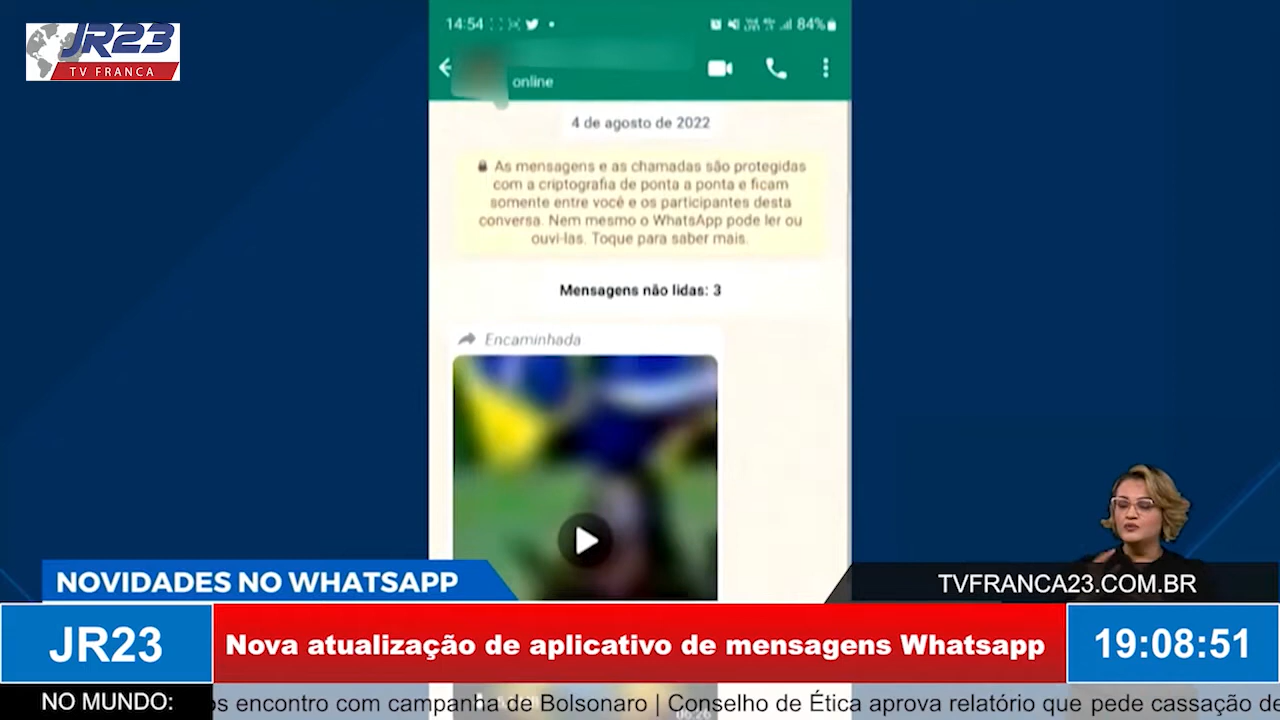 JR23
TV FRANCA
14:54
84%
online
4 de agosto de 2022
As mensagens e as chamadas são protegidas
com a criptografia de ponta a ponta e ficam
somente entre você e os participantes desta
conversa. Nem mesmo o WhatsApp pode ler ou
ouvi-las. Toque para saber mais.
Mensagens não lidas: 3
Encaminhada
NOVIDADES NO WHATSAPP
TVFRANCA23.COM.BR
JR23
Nova atualização de aplicativo de mensagens Whatsapp
19:08:51
NO MUNDO:
os encontro com campanha de Bolsonaro | Conselho de Ética aprova relatório que pede cassação de